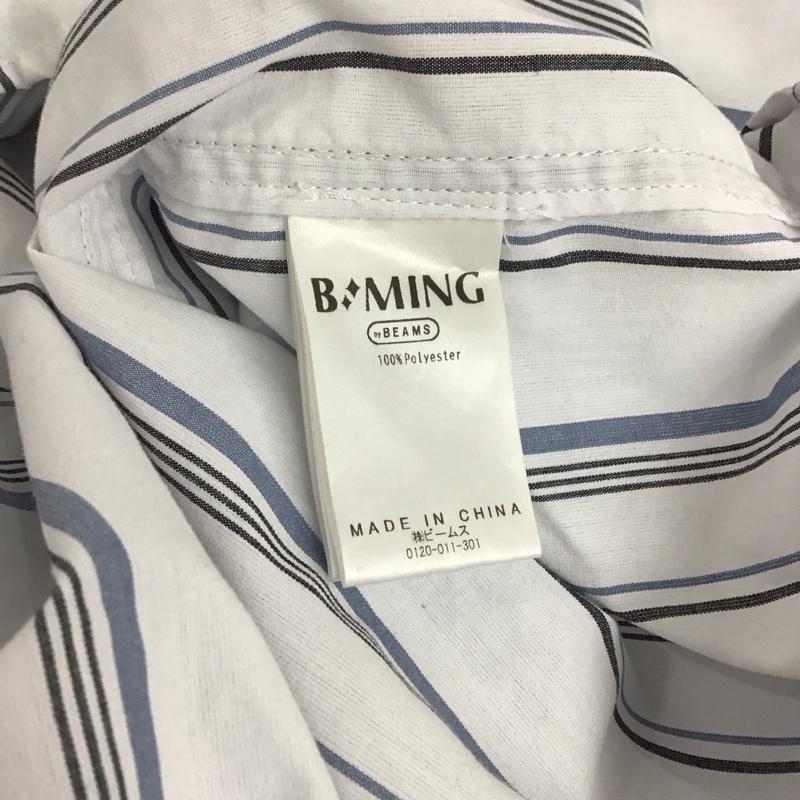 B:MING
by BEAMS
100% Polyester
MADE IN CHINA
㈱ビームス
0120-011-301